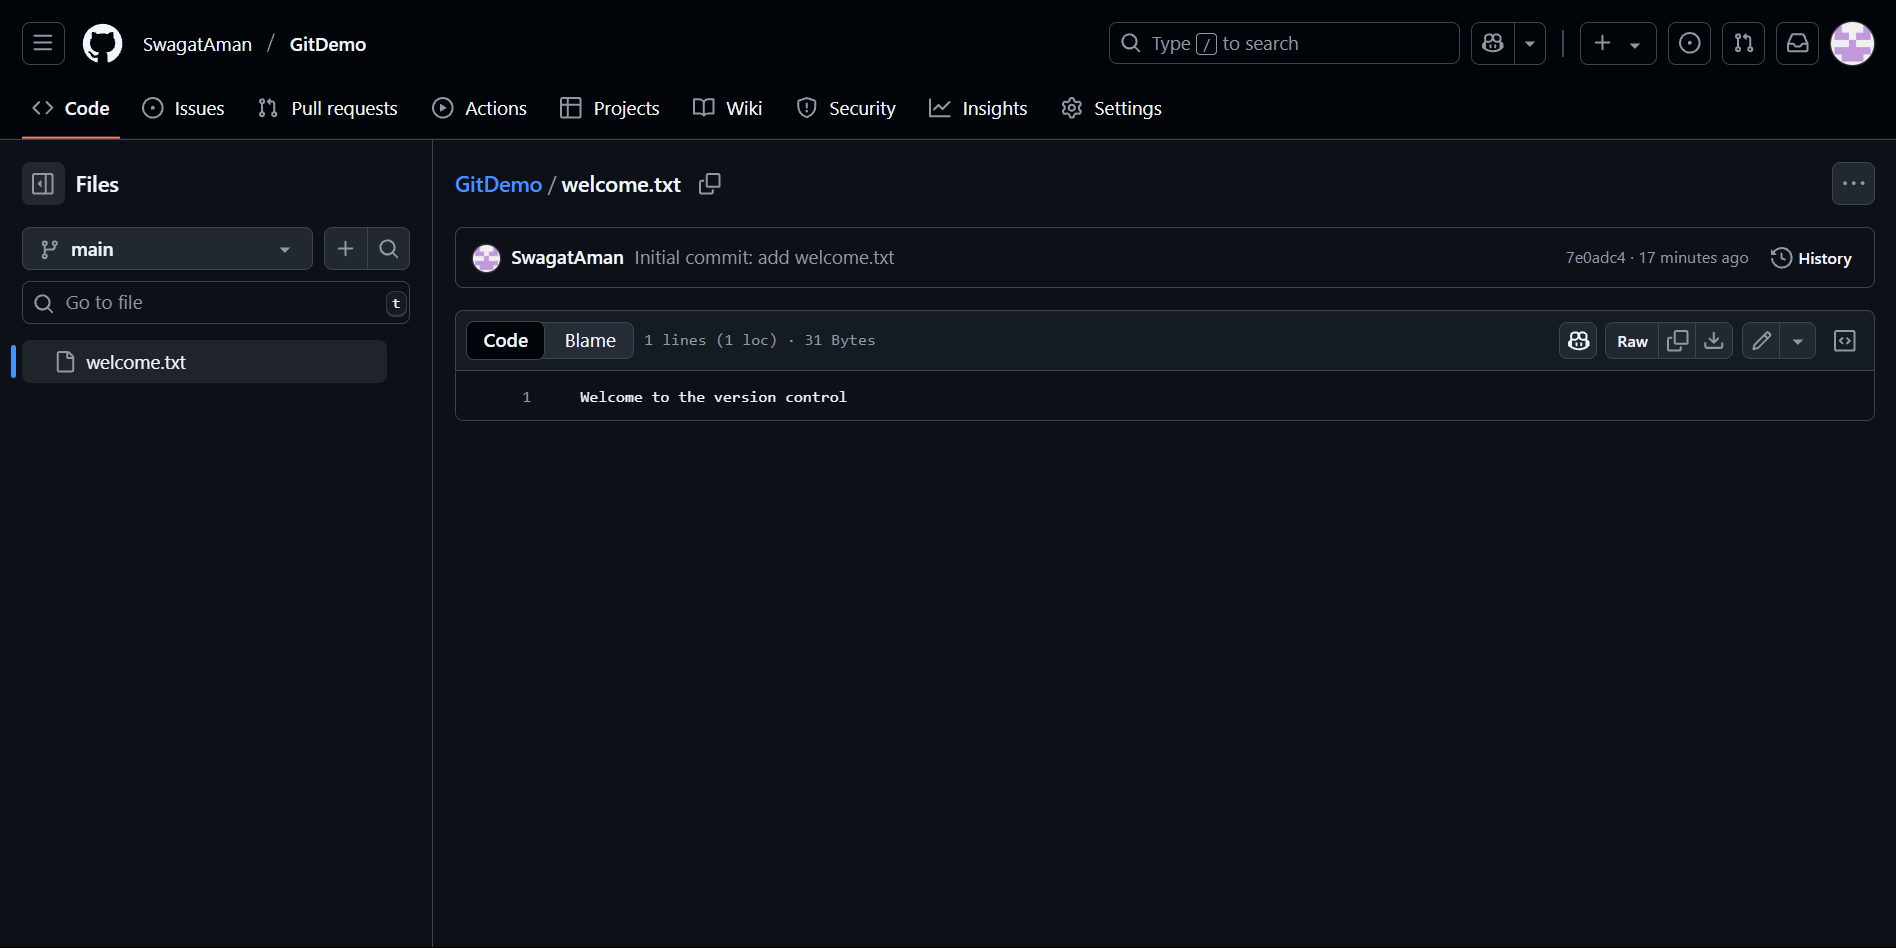 SwagatAman / GitDemo
Type / to search
Code
Issues
Pull requests
Actions
Projects
Wiki
Security
Insights
Settings
Files
main
Go to file
t
welcome.txt
GitDemo / welcome.txt
SwagatAman Initial commit: add welcome.txt
7e0adc4 · 17 minutes ago
History
Code
Blame
1 lines (1 loc) · 31 Bytes
Raw
1 Welcome to the version control